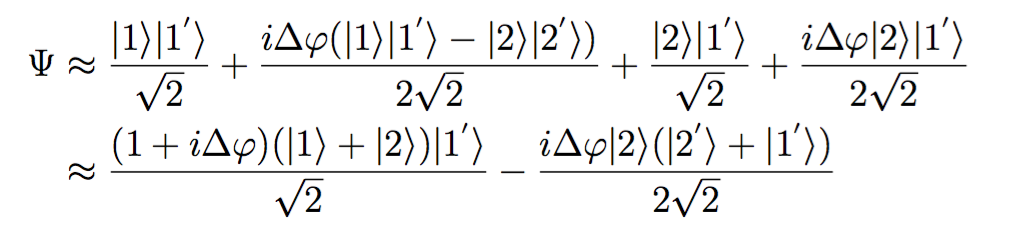 Ψ ≈ |1⟩|1′⟩/√2 + iΔφ(|1⟩|1′⟩ − |2⟩|2′⟩)/2√2 + |2⟩|1′⟩/√2 + iΔφ|2⟩|1′⟩/2√2
≈ (1 + iΔφ)(|1⟩ + |2⟩)|1′⟩/√2 − iΔφ|2⟩(|2′⟩ + |1′⟩)/2√2